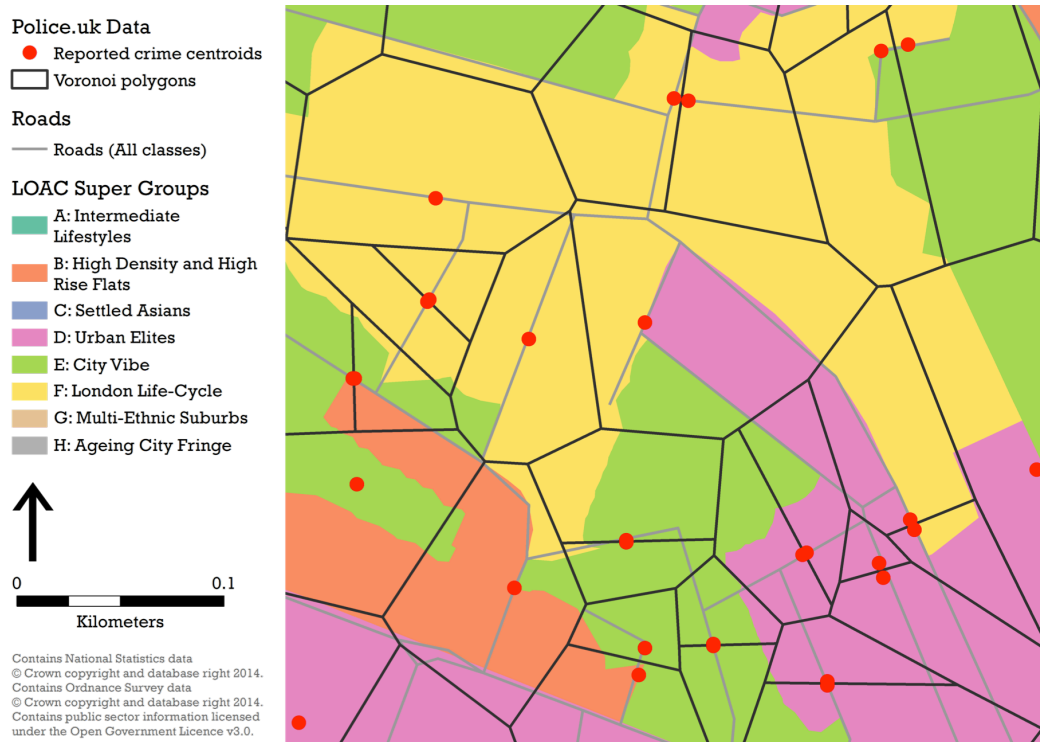 Police.uk Data
Reported crime centroids
Voronoi polygons
Roads
Roads (All classes)
LOAC Super Groups
A: Intermediate
Lifestyles
B: High Density and High
Rise Flats
C: Settled Asians
D: Urban Elites
E: City Vibe
F: London Life-Cycle
G: Multi-Ethnic Suburbs
H: Ageing City Fringe
0 0.1
Kilometers
Contains National Statistics data
© Crown copyright and database right 2014.
Contains Ordnance Survey data
© Crown copyright and database right 2014.
Contains public sector information licensed
under the Open Government Licence v3.0.